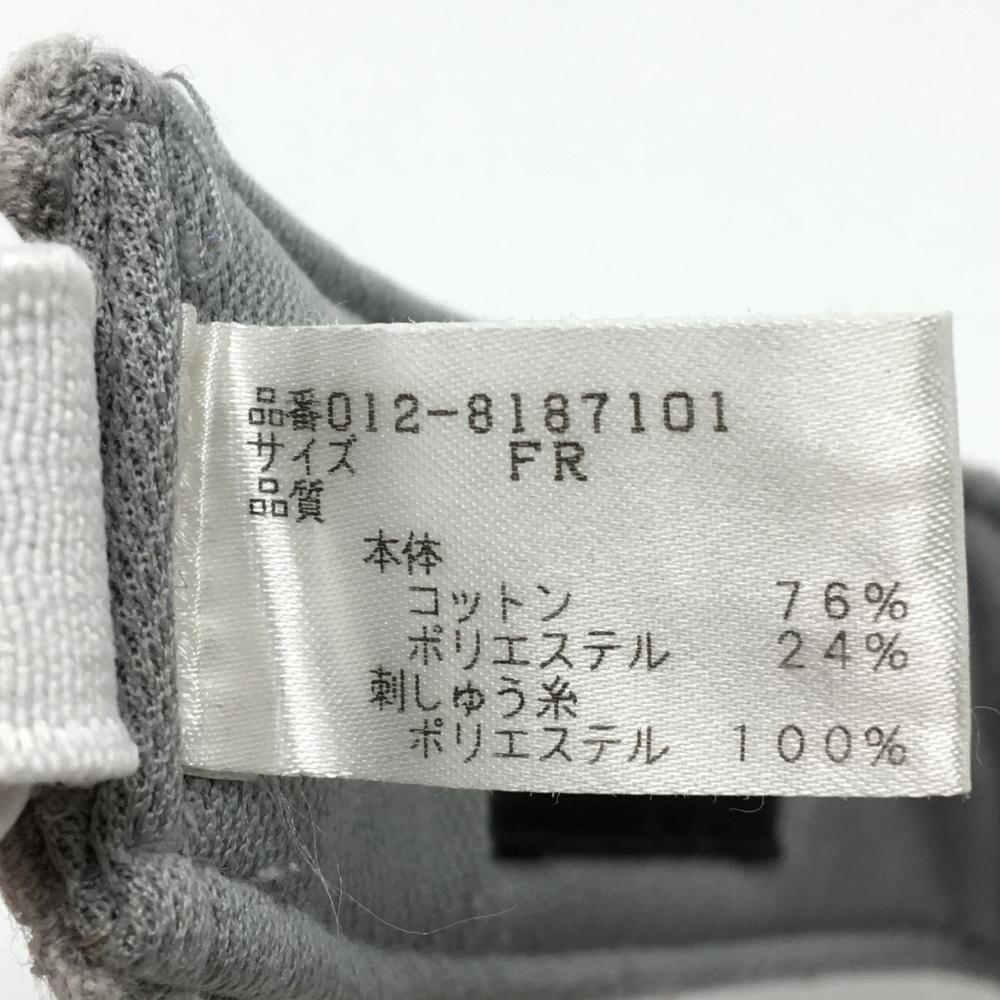 品番012-8187101
サイズ FR
品質
本体
コットン 76%
ポリエステル 24%
刺しゅう糸
ポリエステル 100%